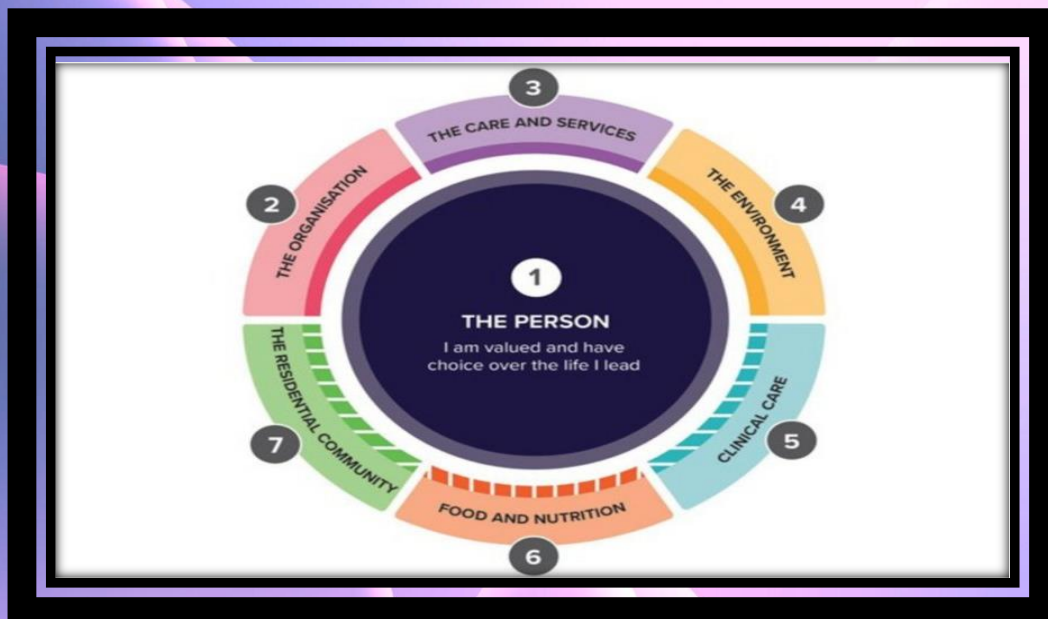 1
THE PERSON
I am valued and have
choice over the life I lead
2
THE ORGANISATION
3
THE CARE AND SERVICES
4
THE ENVIRONMENT
5
CLINICAL CARE
6
FOOD AND NUTRITION
7
THE RESIDENTIAL COMMUNITY